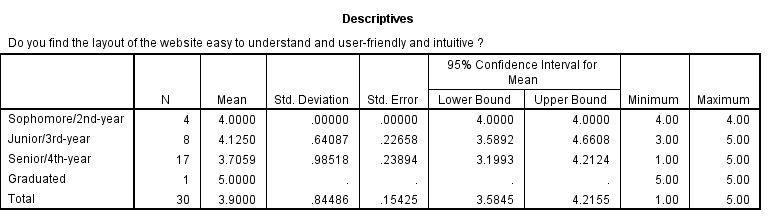 Descriptives
Do you find the layout of the website easy to understand and user-friendly and intuitive ?
95% Confidence Interval for
Mean
N Mean Std. Deviation Std. Error Lower Bound Upper Bound Minimum Maximum
Sophomore/2nd-year 4 4.0000 .00000 .00000 4.0000 4.0000 4.00 4.00
Junior/3rd-year 8 4.1250 .64087 .22658 3.5892 4.6608 3.00 5.00
Senior/4th-year 17 3.7059 .98518 .23894 3.1993 4.2124 1.00 5.00
Graduated 1 5.0000 . . . . 5.00 5.00
Total 30 3.9000 .84486 .15425 3.5845 4.2155 1.00 5.00